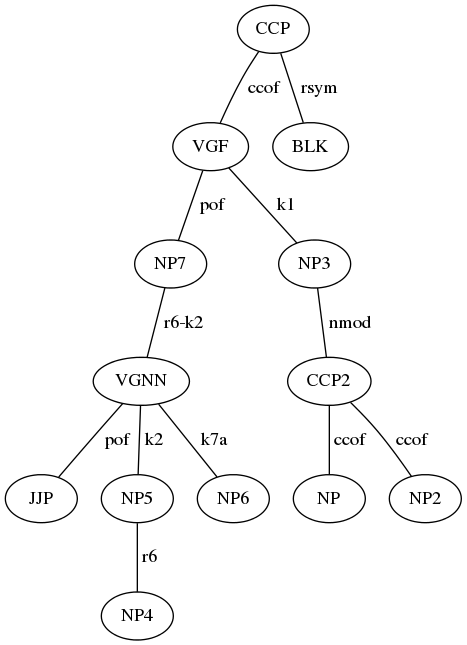 CCP
ccof rsym
VGF BLK
pof k1
NP7 NP3
r6-k2 nmod
VGNN CCP2
pof k2 k7a ccof ccof
JJP NP5 NP6 NP NP2
r6
NP4